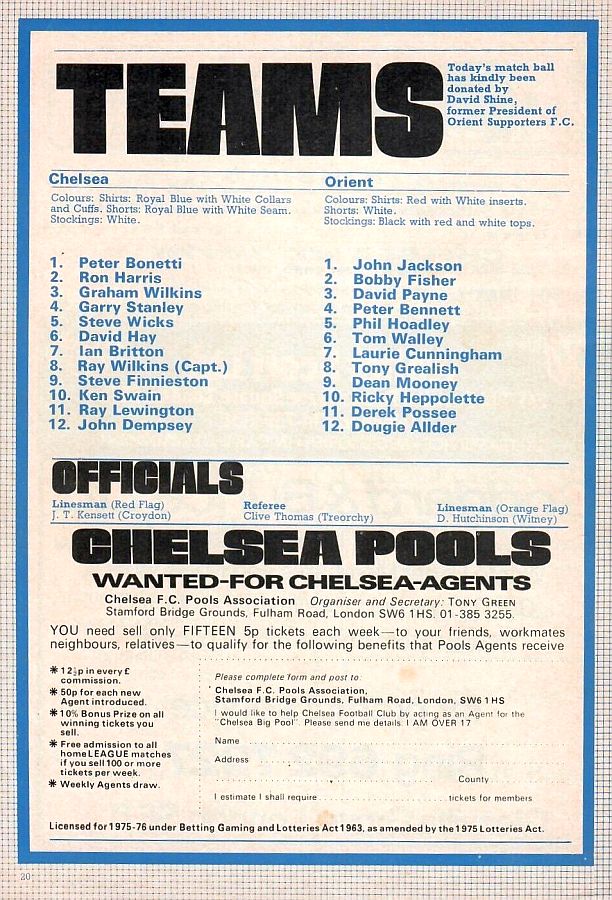 TEAMS
Today's match ball
has kindly been
donated by
David Shine,
former President of
Orient Supporters F.C.
Chelsea
Colours: Shirts: Royal Blue with White Collars
and Cuffs. Shorts: Royal Blue with White Seam.
Stockings: White.
1. Peter Bonetti
2. Ron Harris
3. Graham Wilkins
4. Garry Stanley
5. Steve Wicks
6. David Hay
7. Ian Britton
8. Ray Wilkins (Capt.)
9. Steve Finnieston
10. Ken Swain
11. Ray Lewington
12. John Dempsey
Orient
Colours: Shirts: Red with White inserts.
Shorts: White.
Stockings: Black with red and white tops.
1. John Jackson
2. Bobby Fisher
3. David Payne
4. Peter Bennett
5. Phil Hoadley
6. Tom Walley
7. Laurie Cunningham
8. Tony Grealish
9. Dean Mooney
10. Ricky Heppolette
11. Derek Possee
12. Dougie Allder
OFFICIALS
Linesman (Red Flag)
J. T. Kensett (Croydon)
Referee
Clive Thomas (Treorchy)
Linesman (Orange Flag)
D. Hutchinson (Witney)
CHELSEA POOLS
WANTED-FOR CHELSEA-AGENTS
Chelsea F.C. Pools Association Organiser and Secretary: TONY GREEN
Stamford Bridge Grounds, Fulham Road, London SW6 1HS. 01-385 3255.
YOU need sell only FIFTEEN 5p tickets each week—to your friends, workmates
neighbours, relatives—to qualify for the following benefits that Pools Agents receive
* 12½p in every £
commission.
* 50p for each new
Agent introduced.
* 10% Bonus Prize on all
winning tickets you
sell.
* Free admission to all
home LEAGUE matches
if you sell 100 or more
tickets per week.
* Weekly Agents draw.
Please complete form and post to:
Chelsea F.C. Pools Association,
Stamford Bridge Grounds, Fulham Road, London, SW6 1HS
I would like to help Chelsea Football Club by acting as an Agent for the
"Chelsea Big Pool". Please send me details. I AM OVER 17
Name
Address
County
I estimate I shall require tickets for members
Licensed for 1975-76 under Betting Gaming and Lotteries Act 1963, as amended by the 1975 Lotteries Act.
20